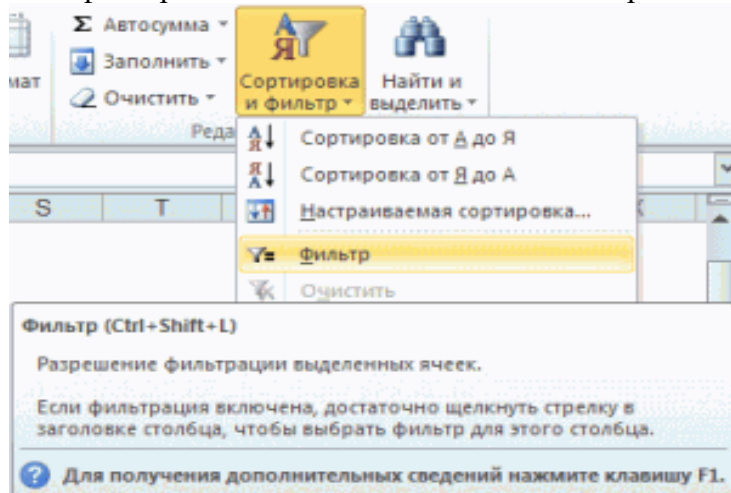 Σ Автосумма
Заполнить
Очистить
мат
Сортировка
и фильтр
Найти и
выделить
Реда
Сортировка от А до Я
Сортировка от Я до А
Настраиваемая сортировка...
Фильтр
Очистить
S T
Фильтр (Ctrl+Shift+L)
Разрешение фильтрации выделенных ячеек.
Если фильтрация включена, достаточно щелкнуть стрелку в
заголовке столбца, чтобы выбрать фильтр для этого столбца.
Для получения дополнительных сведений нажмите клавишу F1.